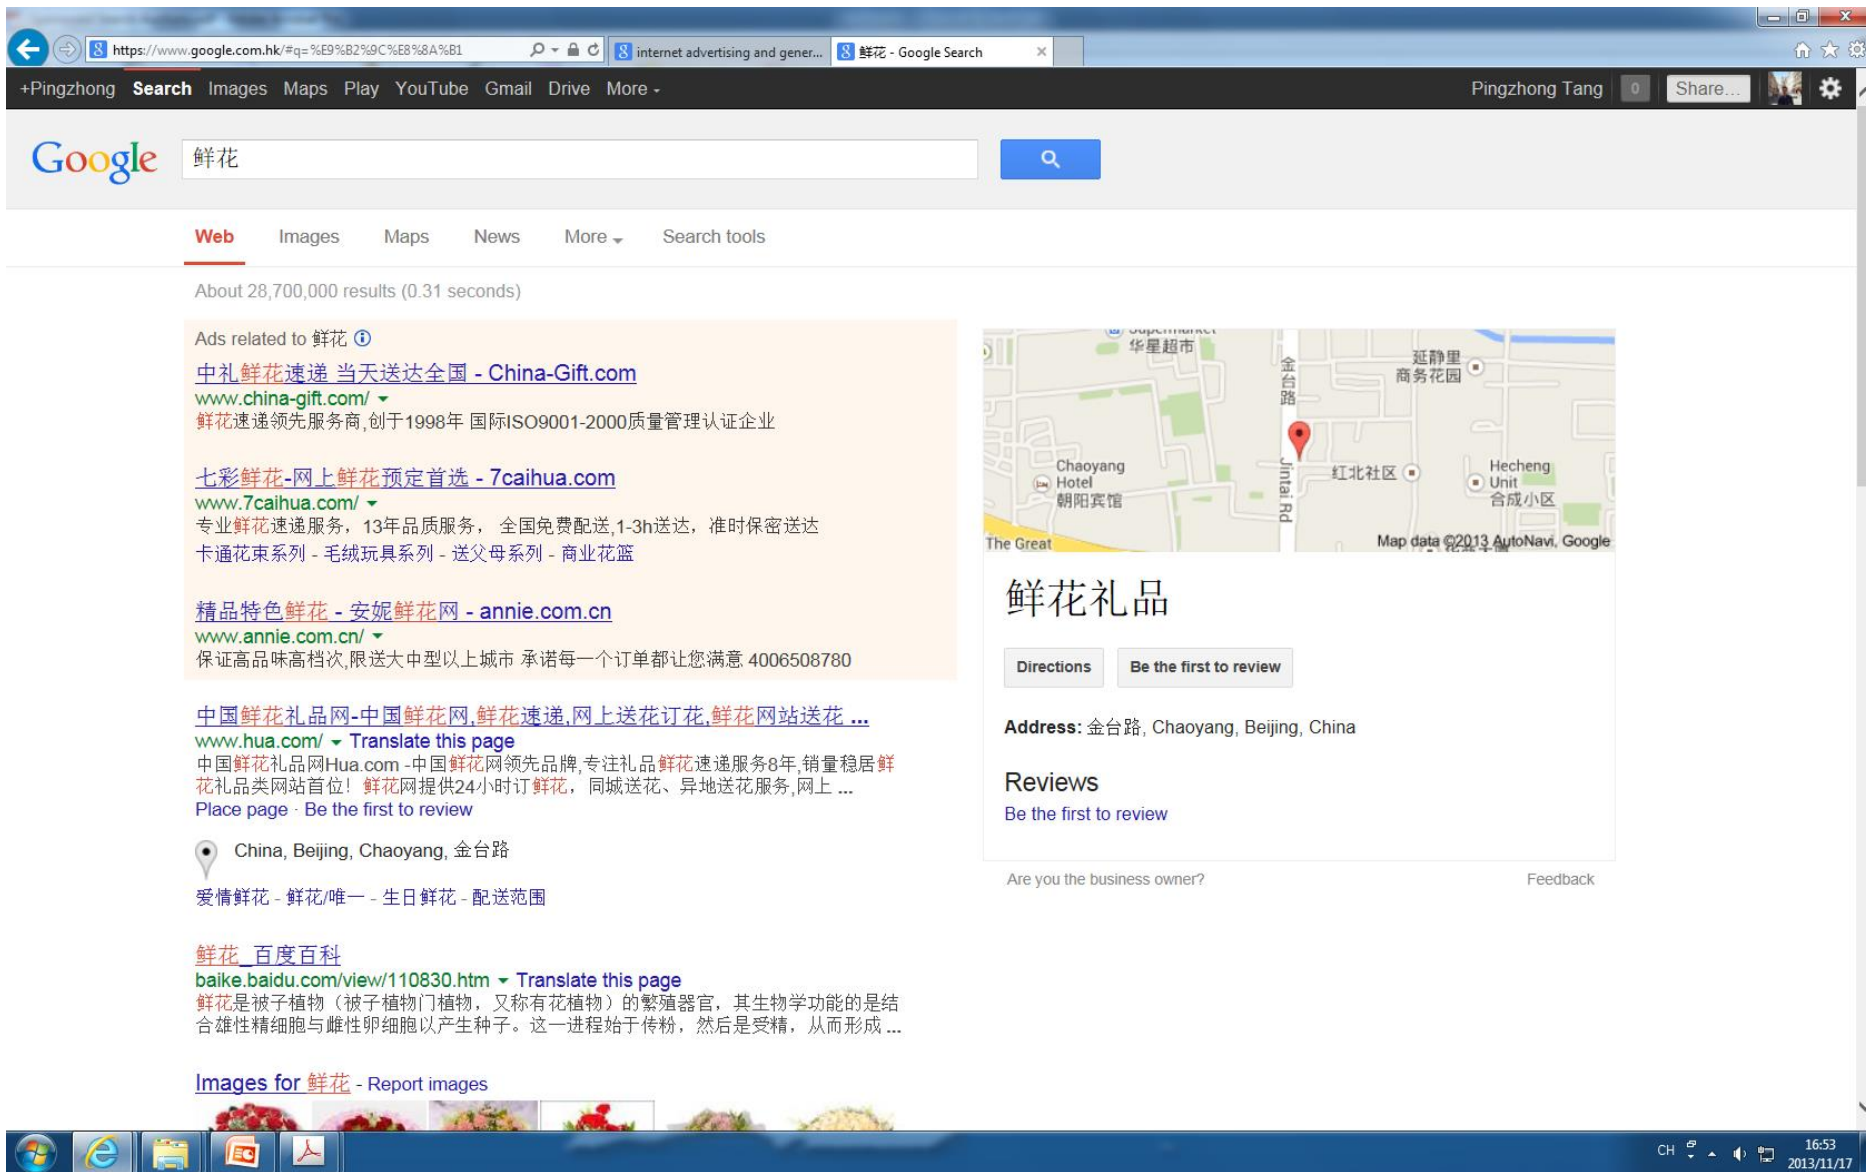 https://www.google.com.hk/#q=%E9%B2%9C%E8%8A%B1
internet advertising and gener...
鲜花 - Google Search
+Pingzhong Search Images Maps Play YouTube Gmail Drive More
Pingzhong Tang 0 Share...
Google 鲜花
Web Images Maps News More Search tools
About 28,700,000 results (0.31 seconds)
Ads related to 鲜花
中礼鲜花速递 当天送达全国 - China-Gift.com
www.china-gift.com/
鲜花速递领先服务商,创于1998年 国际ISO9001-2000质量管理认证企业
七彩鲜花-网上鲜花预定首选 - 7caihua.com
www.7caihua.com/
专业鲜花速递服务，13年品质服务， 全国免费配送,1-3h送达，准时保密送达
卡通花束系列 - 毛绒玩具系列 - 送父母系列 - 商业花篮
精品特色鲜花 - 安妮鲜花网 - annie.com.cn
www.annie.com.cn/
保证高品味高档次,限送大中型以上城市 承诺每一个订单都让您满意 4006508780
中国鲜花礼品网-中国鲜花网,鲜花速递,网上送花订花,鲜花网站送花 ...
www.hua.com/ Translate this page
中国鲜花礼品网Hua.com -中国鲜花网领先品牌,专注礼品鲜花速递服务8年,销量稳居鲜
花礼品类网站首位！鲜花网提供24小时订鲜花，同城送花、异地送花服务,网上 ...
Place page · Be the first to review
China, Beijing, Chaoyang, 金台路
爱情鲜花 - 鲜花/唯一 - 生日鲜花 - 配送范围
鲜花_百度百科
baike.baidu.com/view/110830.htm Translate this page
鲜花是被子植物（被子植物门植物，又称有花植物）的繁殖器官，其生物学功能的是结
合雄性精细胞与雌性卵细胞以产生种子。这一进程始于传粉，然后是受精，从而形成 ...
Images for 鲜花 - Report images
华星超市
金台路
延静里
商务花园
Chaoyang
Hotel
朝阳宾馆
Jintai Rd
红北社区
Hecheng
Unit
合成小区
The Great
Map data ©2013 AutoNavi, Google
鲜花礼品
Directions Be the first to review
Address: 金台路, Chaoyang, Beijing, China
Reviews
Be the first to review
Are you the business owner? Feedback
CH 16:53
2013/11/17